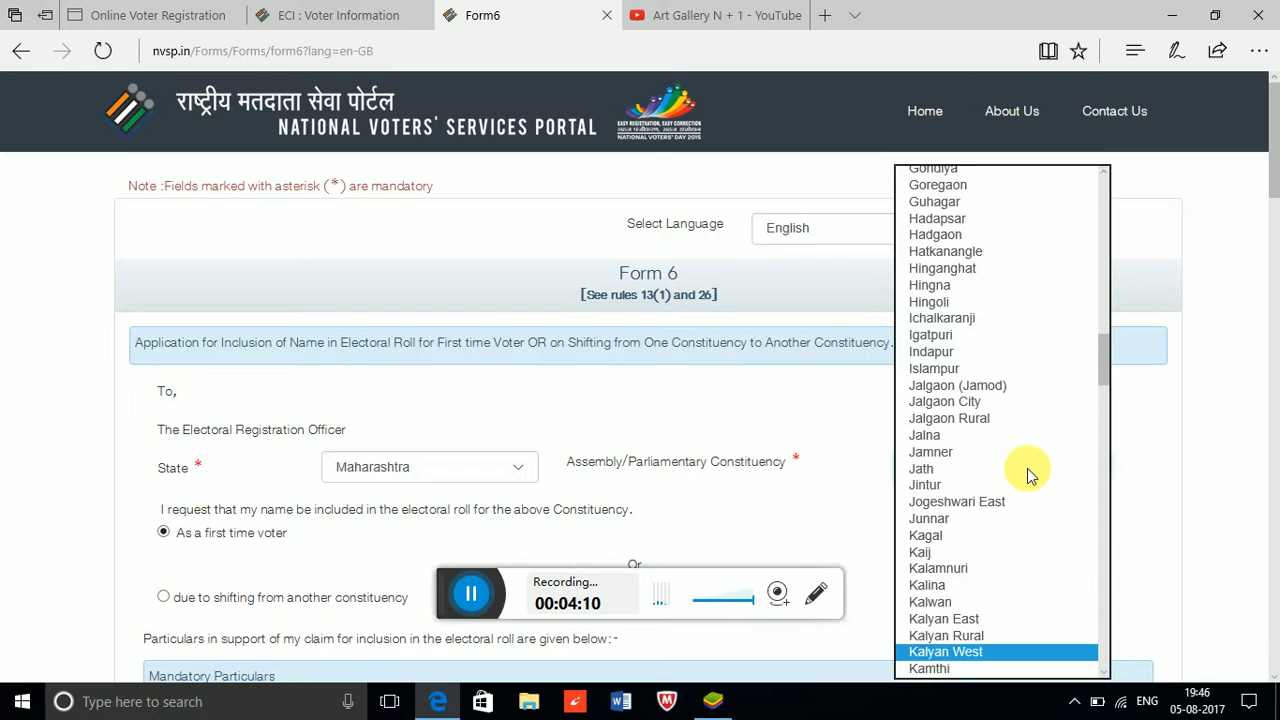 Online Voter Registration
ECI : Voter Information
Form6
Art Gallery N + 1 - YouTube
nvsp.in/Forms/Forms/form6?lang=en-GB
राष्ट्रीय मतदाता सेवा पोर्टल
NATIONAL VOTERS' SERVICES PORTAL
EASY REGISTRATION, EASY CORRECTION
NATIONAL VOTERS' DAY 2015
Home
About Us
Contact Us
Note :Fields marked with asterisk (*) are mandatory
Select Language
English
Form 6
[See rules 13(1) and 26]
Application for Inclusion of Name in Electoral Roll for First time Voter OR on Shifting from One Constituency to Another Constituency.
To,
The Electoral Registration Officer
State *
Maharashtra
Assembly/Parliamentary Constituency *
I request that my name be included in the electoral roll for the above Constituency.
As a first time voter
Or
due to shifting from another constituency
Particulars in support of my claim for inclusion in the electoral roll are given below:-
Mandatory Particulars
Gondiya
Goregaon
Guhagar
Hadapsar
Hadgaon
Hatkanangle
Hinganghat
Hingna
Hingoli
Ichalkaranji
Igatpuri
Indapur
Islampur
Jalgaon (Jamod)
Jalgaon City
Jalgaon Rural
Jalna
Jamner
Jath
Jintur
Jogeshwari East
Junnar
Kagal
Kaij
Kalamnuri
Kalina
Kalwan
Kalyan East
Kalyan Rural
Kalyan West
Kamthi
Recording...
00:04:10
Type here to search
ENG
19:46
05-08-2017